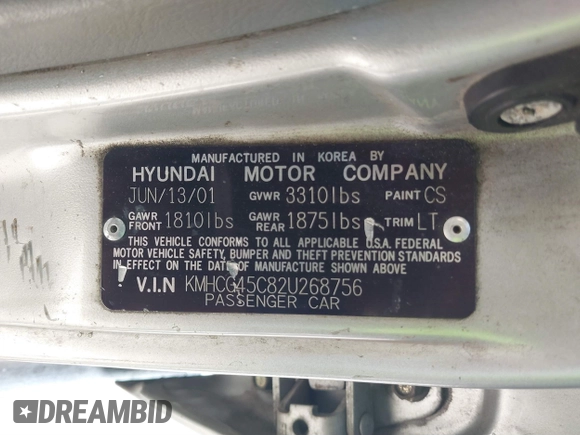 MANUFACTURED IN KOREA BY
HYUNDAI MOTOR COMPANY
JUN/13/01 GVWR 3310lbs PAINT CS
GAWR FRONT 1810lbs GAWR REAR 1875lbs TRIM LT
THIS VEHICLE CONFORMS TO ALL APPLICABLE U.S.A. FEDERAL
MOTOR VEHICLE SAFETY, BUMPER AND THEFT PREVENTION STANDARDS
IN EFFECT ON THE DATE OF MANUFACTURE SHOWN ABOVE
V.I.N KMHCG45C82U268756
PASSENGER CAR
DREAMBID